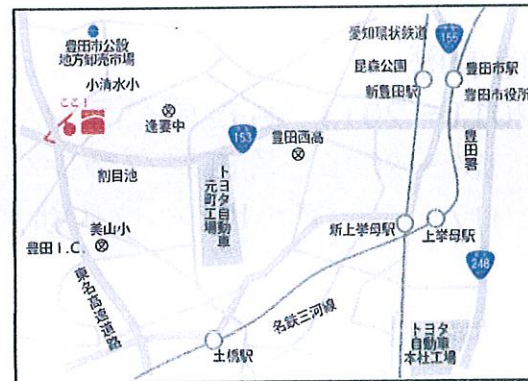 豊田市公設
地方卸売市場
小清水小
ここ!
逢妻中
153
豊田西高
割目池
トヨタ自動車
元町工場
美山小
豊田I.C.
東名高速道路
土橋駅
名鉄三河線
愛知環状鉄道
155
昆森公園
新豊田駅
豊田市駅
豊田市役所
豊田署
新上挙母駅
上挙母駅
248
トヨタ
自動車
本社工場